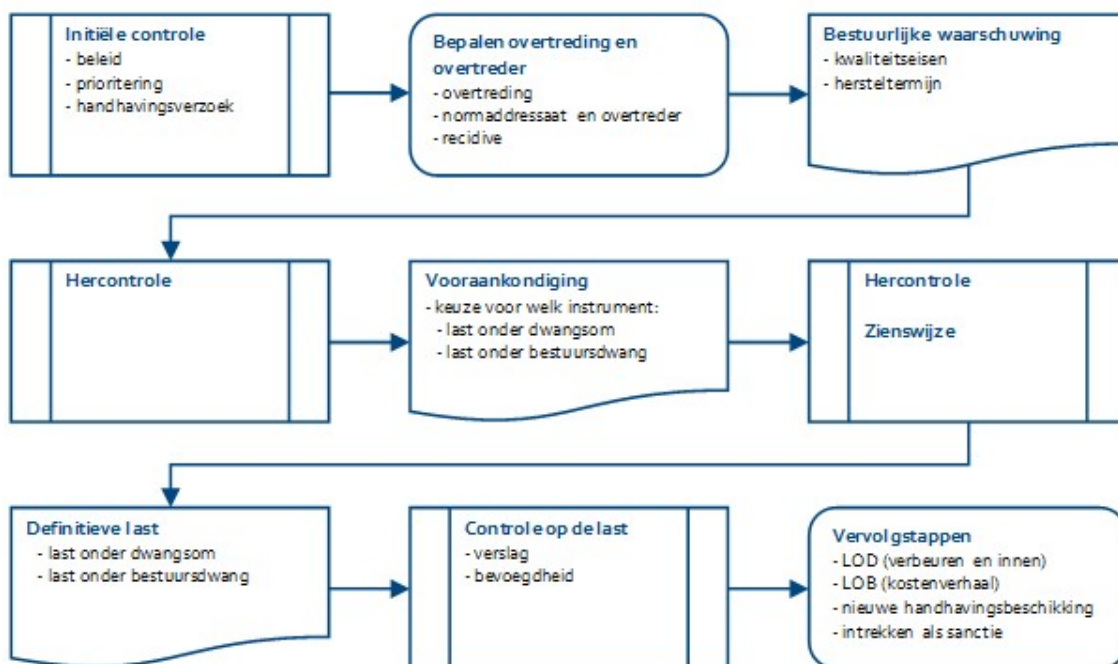 Initiële controle
- beleid
- prioritering
- handhavingsverzoek
Bepalen overtreding en
overtreder
- overtreding
- normaddressaat en overtreder
- recidive
Bestuurlijke waarschuwing
- kwaliteitseisen
- hersteltermijn
Hercontrole
Vooraankondiging
- keuze voor welk instrument:
- last onder dwangsom
- last onder bestuursdwang
Hercontrole
Zienswijze
Definitieve last
- last onder dwangsom
- last onder bestuursdwang
Controle op de last
- verslag
- bevoegdheid
Vervolgstappen
- LOD (verbeuren en innen)
- LOB (kostenverhaal)
- nieuwe handhavingsbeschikking
- intrekken als sanctie